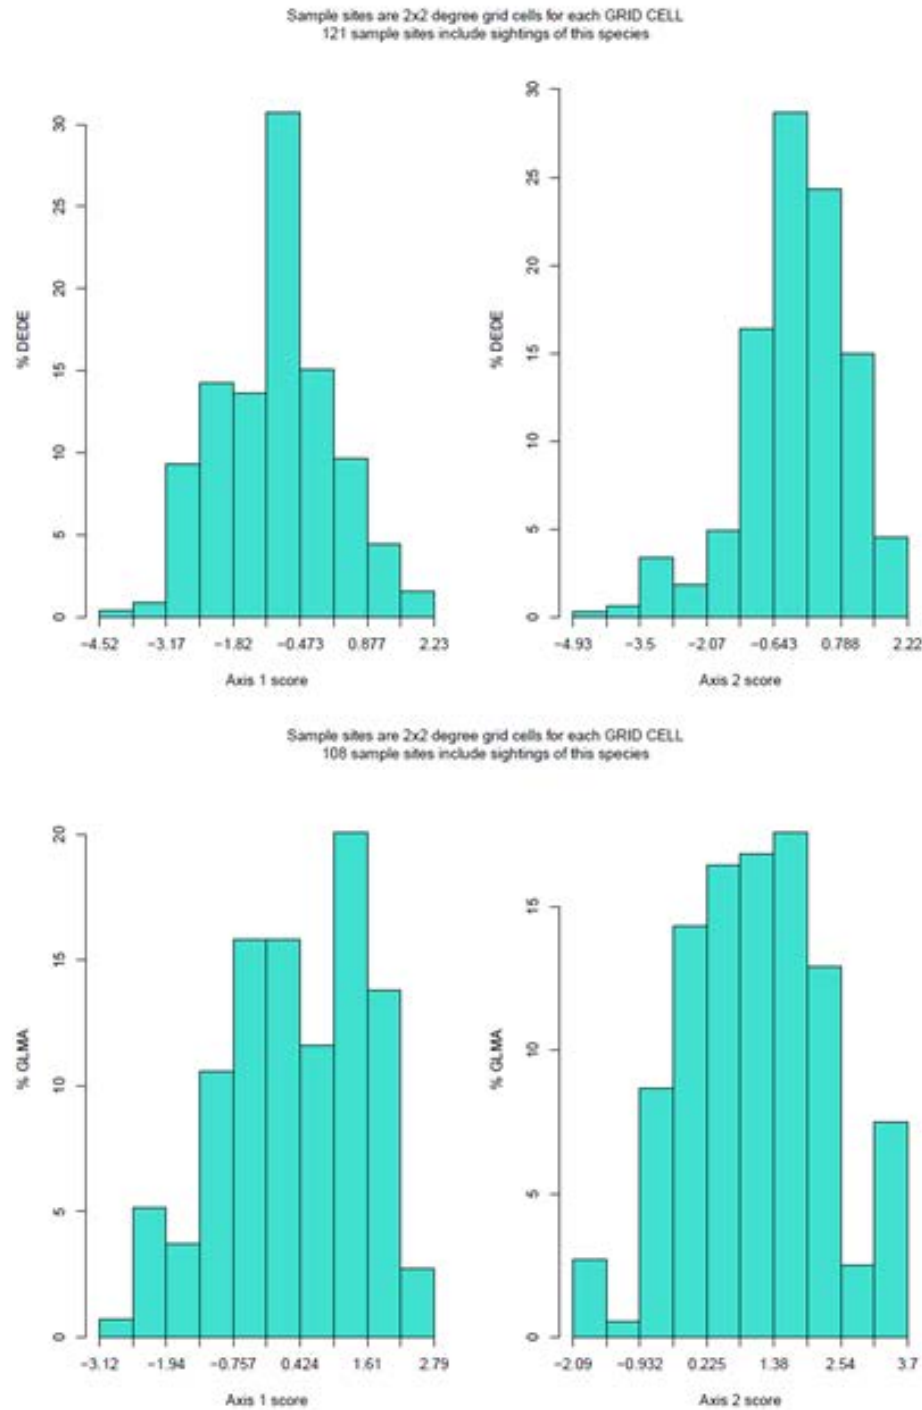 Sample sites are 2x2 degree grid cells for each GRID CELL
121 sample sites include sightings of this species
% DEDE
0 5 10 15 20 25 30
−4.52 −3.17 −1.82 −0.473 0.877 2.23
Axis 1 score
% DEDE
0 5 10 15 20 25 30
−4.93 −3.5 −2.07 −0.643 0.788 2.22
Axis 2 score
Sample sites are 2x2 degree grid cells for each GRID CELL
108 sample sites include sightings of this species
% GLMA
0 5 10 15 20
−3.12 −1.94 −0.757 0.424 1.61 2.79
Axis 1 score
% GLMA
0 5 10 15
−2.09 −0.932 0.225 1.38 2.54 3.7
Axis 2 score